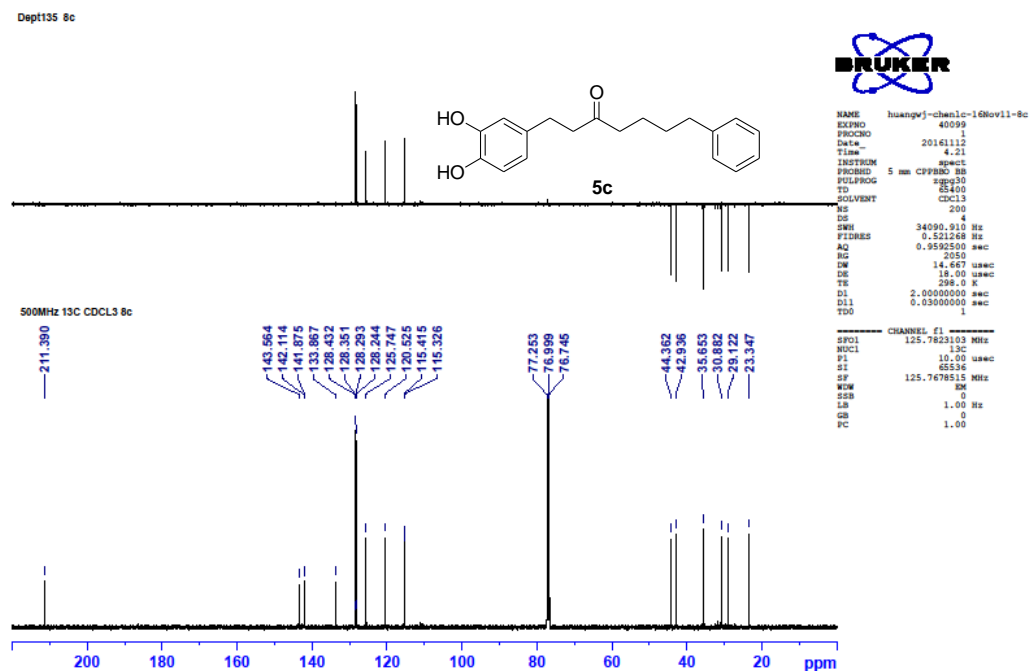 Dept135 8c
O
HO
HO
5c
BRUKER
NAME huangwj-chenlc-16Nov11-8c
EXPNO 40099
PROCNO 1
Date_ 20161112
Time 4.21
INSTRUM spect
PROBHD 5 mm CPPBBO BB
PULPROG zgpg30
TD 65400
SOLVENT CDCl3
NS 200
DS 4
SWH 34090.910 Hz
FIDRES 0.521268 Hz
AQ 0.9592500 sec
RG 2050
DW 14.667 usec
DE 18.00 usec
TE 298.0 K
D1 2.00000000 sec
D11 0.03000000 sec
TD0 1
======== CHANNEL f1 ========
SFO1 125.7823103 MHz
NUC1 13C
P1 10.00 usec
SI 65536
SF 125.7678515 MHz
WDW EM
SSB 0
LB 1.00 Hz
GB 0
PC 1.00
500MHz 13C CDCL3 8c
211.390
143.564
142.114
141.875
133.867
128.432
128.351
128.293
128.244
125.747
120.525
115.415
115.326
77.253
76.999
76.745
44.362
42.936
35.653
30.882
29.122
23.347
200 180 160 140 120 100 80 60 40 20 ppm